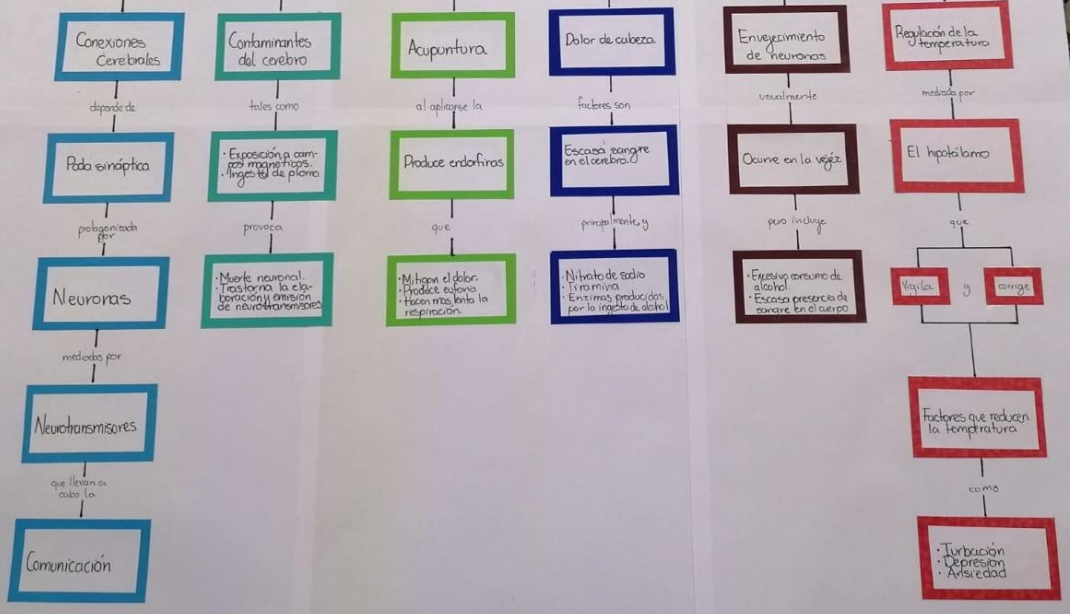 Conexiones
Cerebrales
depende de
Poda sináptica
protagonizada
por
Neuronas
mediados por
Neurotransmisores
que llevan a
cabo la
Comunicación
Contaminantes
del cerebro
tales como
• Exposición a cam-
pos magnéticos.
• Ingesta de plomo
provoca
• Muerte neuronal.
• Trastorna la ela-
boración y emisión
de neurotransmisores
Acupuntura
al aplicarse la
Produce endorfinas
que
• Mitigan el dolor.
• Produce euforia
• Hacen más lenta la
respiración.
Dolor de cabeza.
factores son
Escasa sangre
en el cerebro.
principalmente, y
• Nitrato de sodio
• Tiramina
• Enzimas producidas
por la ingesta de alcohol
Envejecimiento
de neuronas
usualmente
Ocurre en la vejéz
pero incluye
• Excesivo consumo de
alcohol.
• Escasa presencia de
sangre en el cuerpo
Regulación de la
temperatura
mediada por
El hipotálamo
que
Vigila y corrige
Factores que reducen
la temperatura
como
• Turbación
• Depresión
• Ansiedad